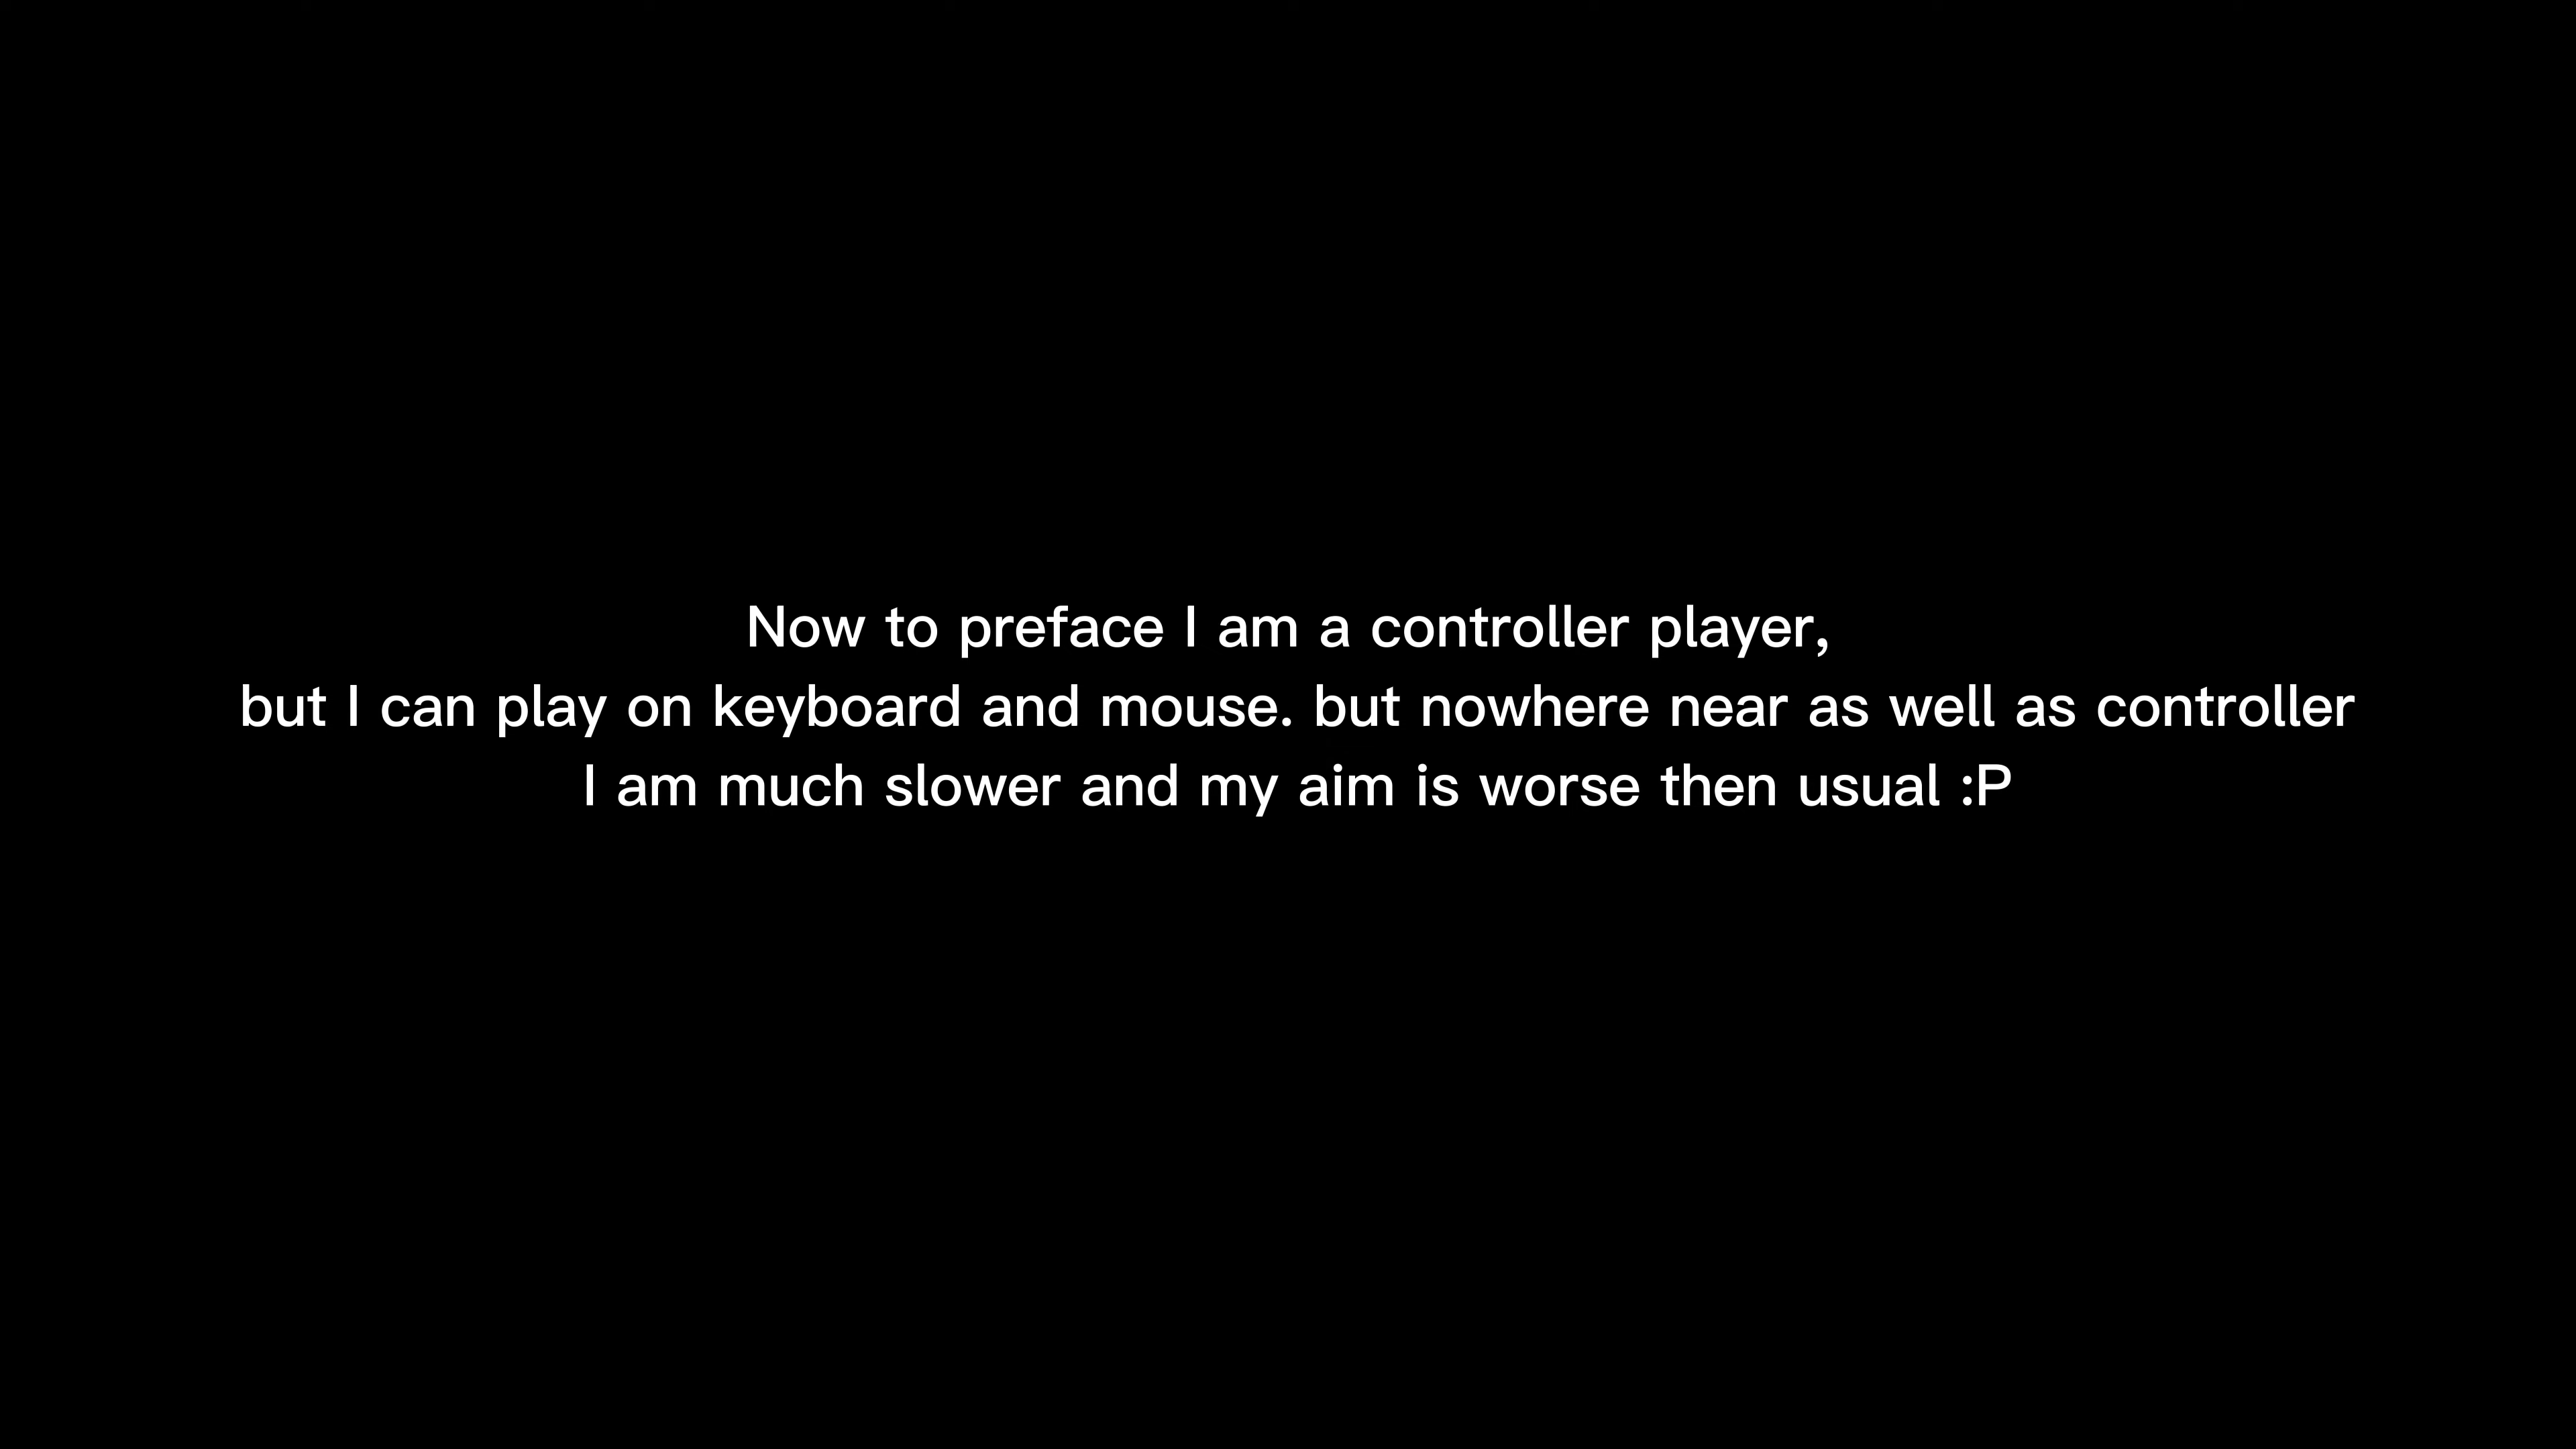 Now to preface I am a controller player,
but I can play on keyboard and mouse. but nowhere near as well as controller
I am much slower and my aim is worse then usual :P